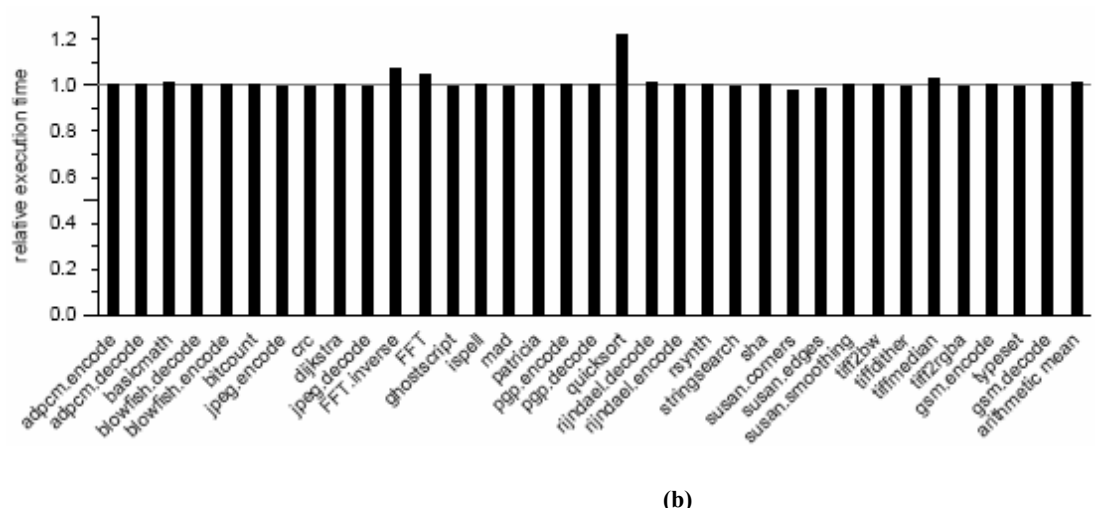 relative execution time
1.2
1.0
0.8
0.6
0.4
0.2
0.0
adpcm.encode
adpcm.decode
basicmath
blowfish.decode
blowfish.encode
bitcount
jpeg.encode
crc
dijkstra
jpeg.decode
FFT.inverse
FFT
ghostscript
ispell
mad
patricia
pgp.encode
pgp.decode
quicksort
rijndael.decode
rijndael.encode
rsynth
stringsearch
sha
susan.corners
susan.edges
susan.smoothing
tiff2bw
tiffdither
tiffmedian
tiff2rgba
gsm.encode
typeset
gsm.decode
arithmetic mean
(b)